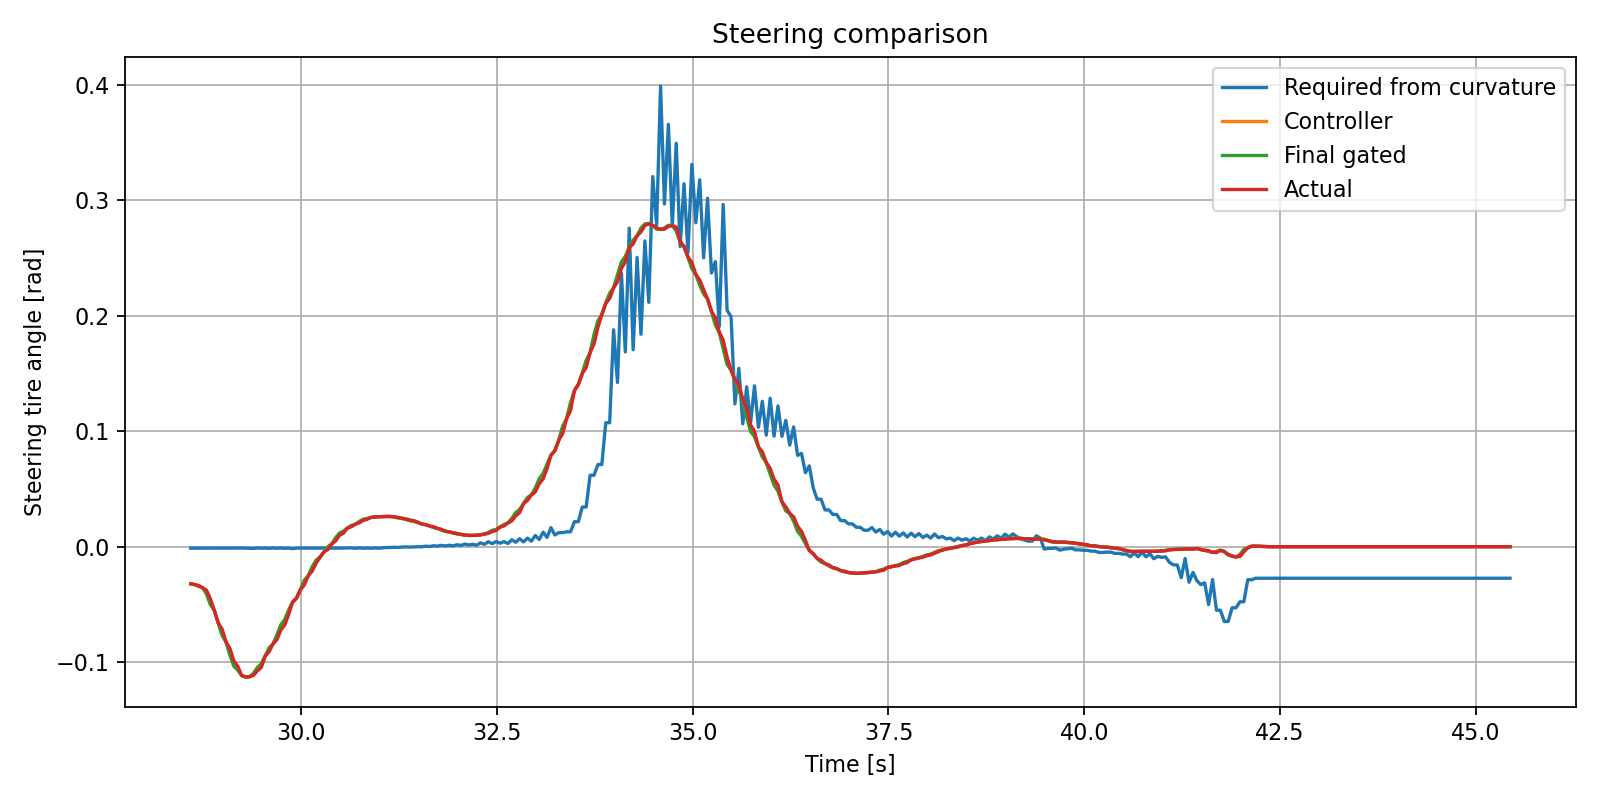 Steering comparison
Required from curvature
Controller
Final gated
Actual
Steering tire angle [rad]
0.4
0.3
0.2
0.1
0.0
−0.1
30.0 32.5 35.0 37.5 40.0 42.5 45.0
Time [s]